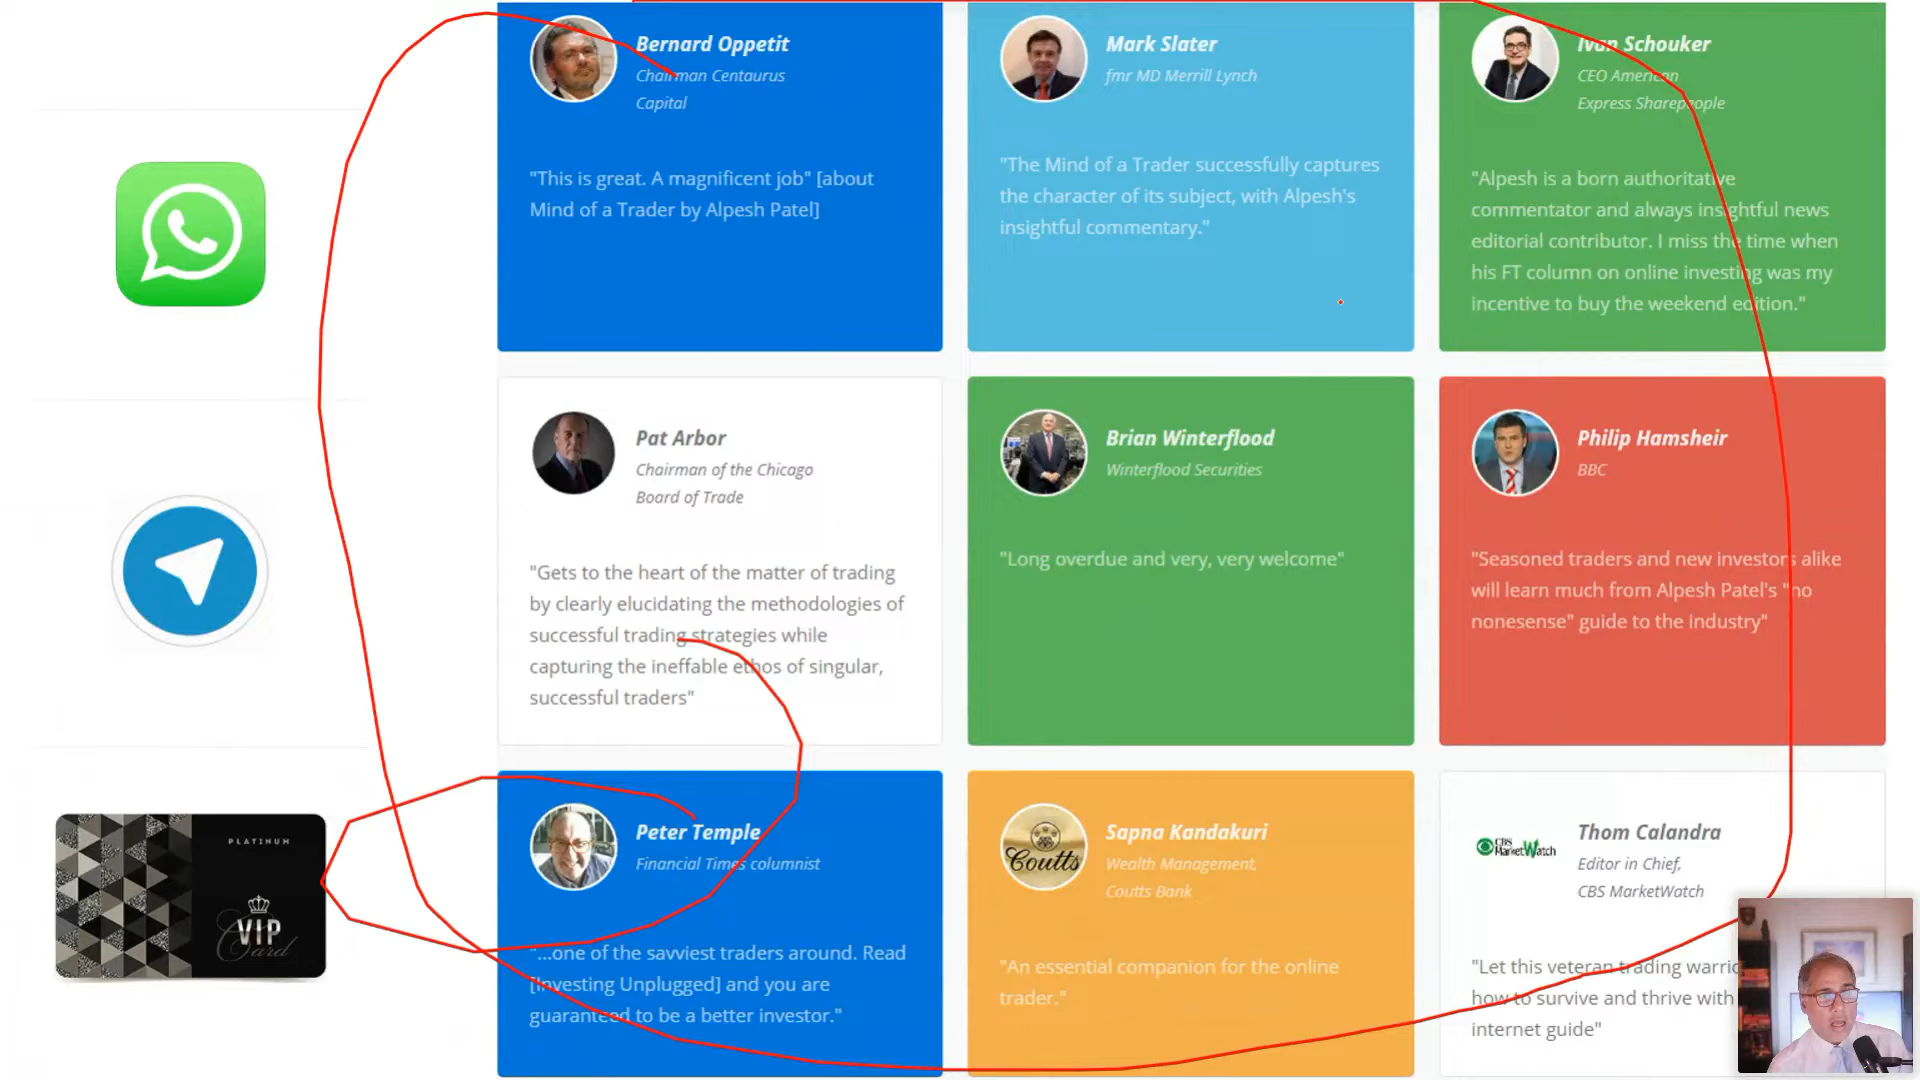 Bernard Oppetit
Chairman Centaurus
Capital
"This is great. A magnificent job" [about
Mind of a Trader by Alpesh Patel]
Mark Slater
fmr MD Merrill Lynch
"The Mind of a Trader successfully captures
the character of its subject, with Alpesh's
insightful commentary."
Ivan Schouker
CEO American
Express Sharepeople
"Alpesh is a born authoritative
commentator and always insightful news
editorial contributor. I miss the time when
his FT column on online investing was my
incentive to buy the weekend edition."
Pat Arbor
Chairman of the Chicago
Board of Trade
"Gets to the heart of the matter of trading
by clearly elucidating the methodologies of
successful trading strategies while
capturing the ineffable ethos of singular,
successful traders"
Brian Winterflood
Winterflood Securities
"Long overdue and very, very welcome"
Philip Hamsheir
BBC
"Seasoned traders and new investors alike
will learn much from Alpesh Patel's "no
nonesense" guide to the industry"
PLATINUM
VIP
Card
Peter Temple
Financial Times columnist
"...one of the savviest traders around. Read
[Investing Unplugged] and you are
guaranteed to be a better investor."
Coutts
Sapna Kandakuri
Wealth Management,
Coutts Bank
"An essential companion for the online
trader."
CBS
MarketWatch
Thom Calandra
Editor in Chief,
CBS MarketWatch
"Let this veteran trading
how to survive and thrive with
internet guide"